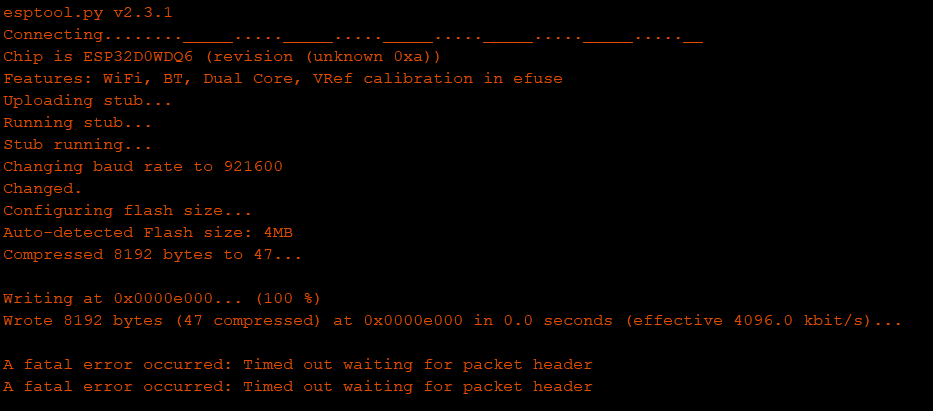 esptool.py v2.3.1
Connecting........_____....._____....._____....._____....._____.....__
Chip is ESP32D0WDQ6 (revision (unknown 0xa))
Features: WiFi, BT, Dual Core, VRef calibration in efuse
Uploading stub...
Running stub...
Stub running...
Changing baud rate to 921600
Changed.
Configuring flash size...
Auto-detected Flash size: 4MB
Compressed 8192 bytes to 47...
Writing at 0x0000e000... (100 %)
Wrote 8192 bytes (47 compressed) at 0x0000e000 in 0.0 seconds (effective 4096.0 kbit/s)...
A fatal error occurred: Timed out waiting for packet header
A fatal error occurred: Timed out waiting for packet header